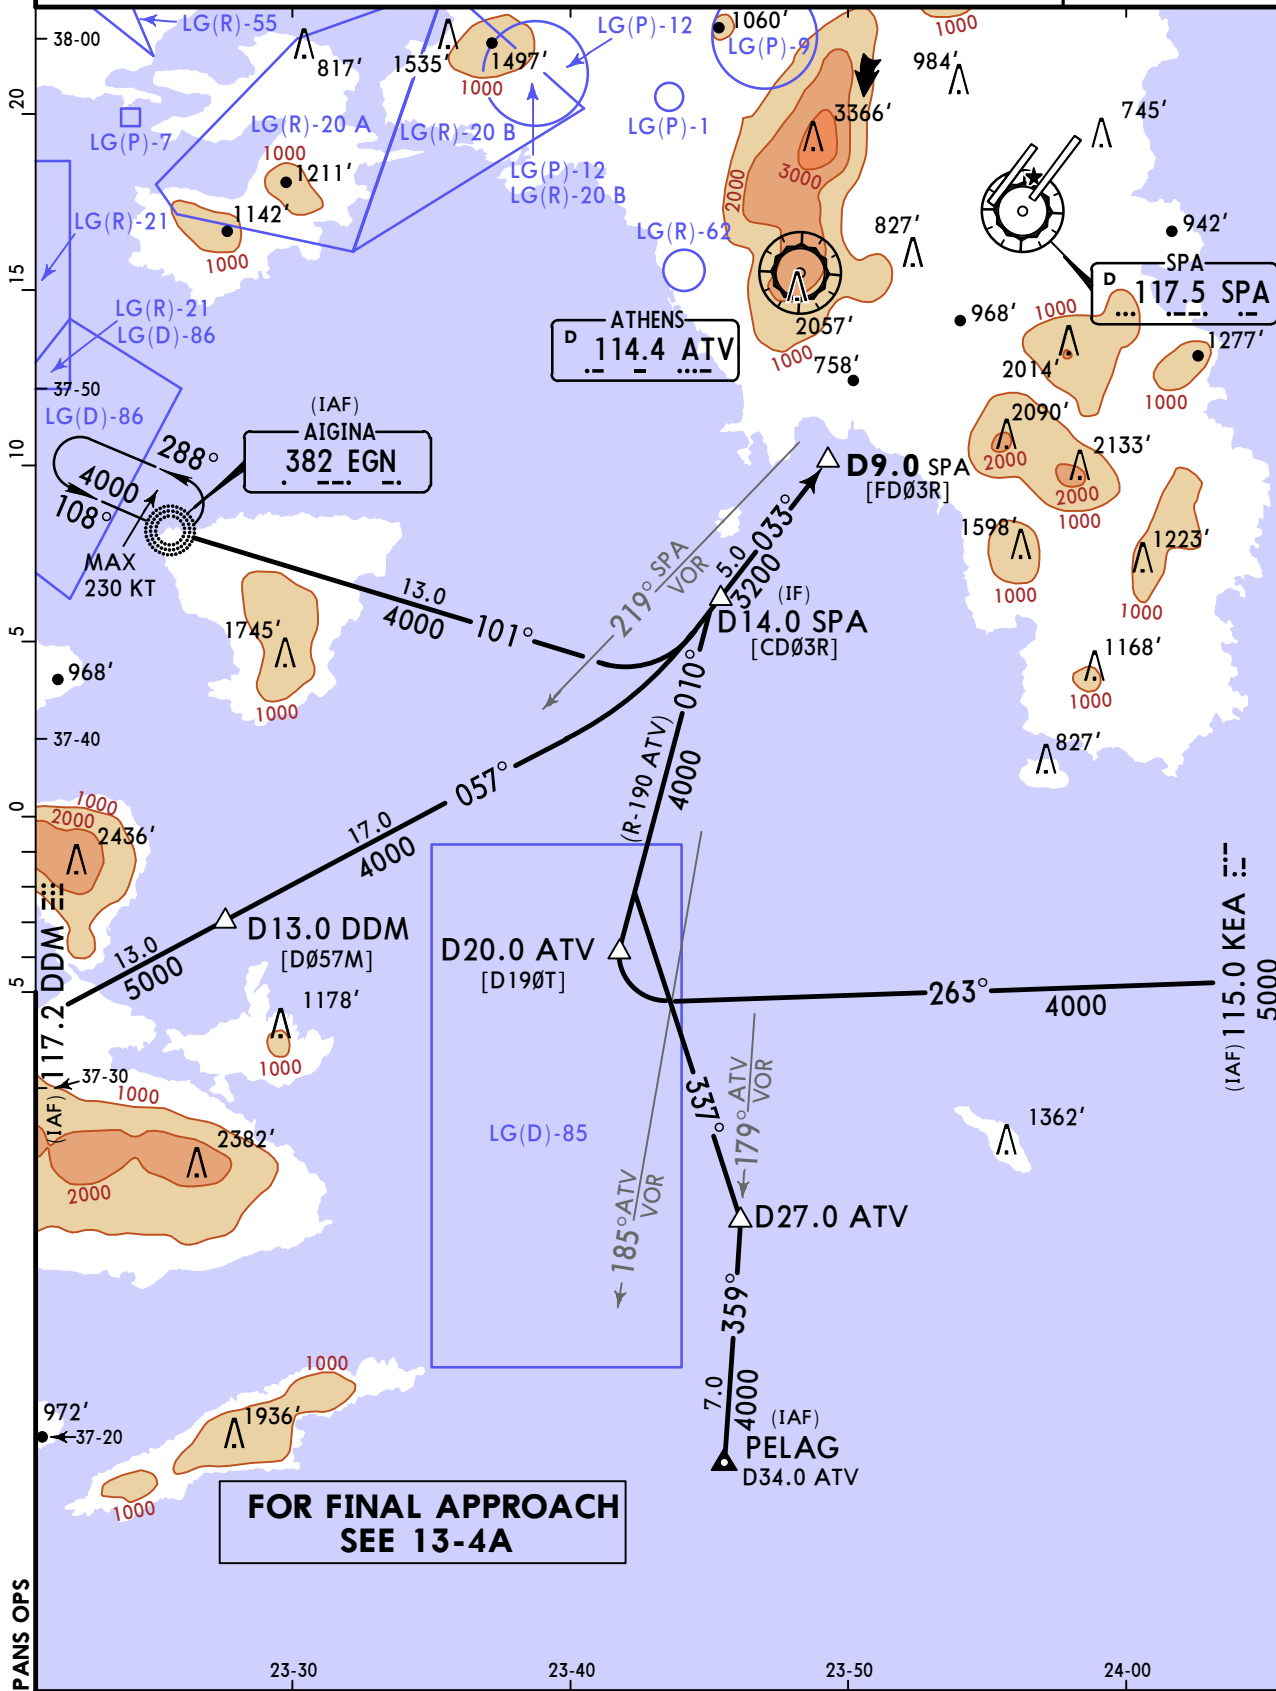 38-00
LG(R)-55
817′
1535′
1497′
1000
LG(P)-12
1060′
LG(P)-9
1000
984′
3366′
745′
20
LG(P)-7
LG(R)-20 A
LG(R)-20 B
LG(P)-1
1000
1211′
LG(P)-12
LG(R)-20 B
2000
3000
1142′
LG(R)-21
1000
LG(R)-62
827′
942′
SPA
D 117.5 SPA
15
LG(R)-21
LG(D)-86
ATHENS
D 114.4 ATV
2057′
1000
758′
968′
1000
2014′
1277′
1000
37-50
LG(D)-86
(IAF)
AIGINA
382 EGN
10
288°
4000
108°
MAX
230 KT
D9.0 SPA
[FDØ3R]
2090′
2000
2133′
2000
1000
033°
5.0
3200
219° SPA
VOR
1598′
1000
1223′
1000
13.0
4000
101°
(IF)
D14.0 SPA
[CDØ3R]
5
1745′
1000
968′
1168′
1000
010°
(R-190 ATV)
4000
37-40
827′
057°
17.0
4000
0
1000
2000
2436′
D13.0 DDM
[DØ57M]
13.0
5000
D20.0 ATV
[D19ØT]
5
(IAF) 117.2 DDM
1178′
1000
263°
4000
(IAF) 115.0 KEA
5000
37-30
1000
2382′
2000
337°
179° ATV
VOR
LG(D)-85
1362′
185° ATV
VOR
D27.0 ATV
359°
7.0
4000
1000
972′
37-20
1936′
1000
(IAF)
PELAG
D34.0 ATV
FOR FINAL APPROACH
SEE 13-4A
PANS OPS
23-30
23-40
23-50
24-00